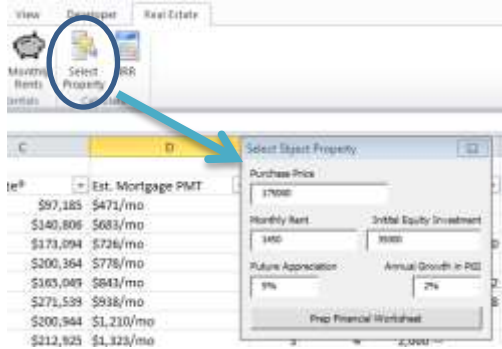 View Developer Real Estate
Monthly Rents
Select Property
IRR
C D
Est. Mortgage PMT
$97,185 $471/mo
$140,806 $683/mo
$173,094 $726/mo
$200,364 $778/mo
$165,049 $843/mo
$271,539 $938/mo
$200,944 $1,210/mo
$212,925 $1,323/mo
Select Object Property
Purchase Price
175000
Monthly Rent Initial Equity Investment
1450 35000
Future Appreciation Annual Growth in PGI
5% 2%
Prep Financial Worksheet